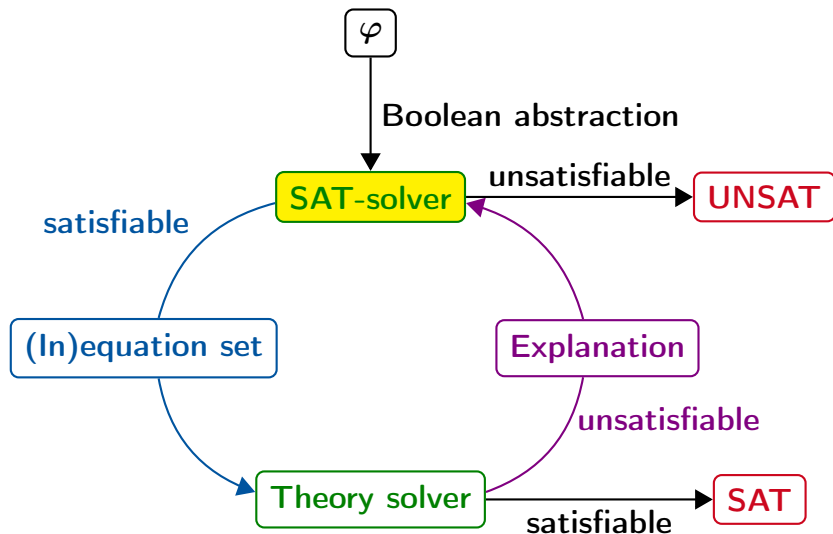 φ
Boolean abstraction
SAT-solver
unsatisfiable
UNSAT
satisfiable
(In)equation set
Explanation
unsatisfiable
Theory solver
satisfiable
SAT